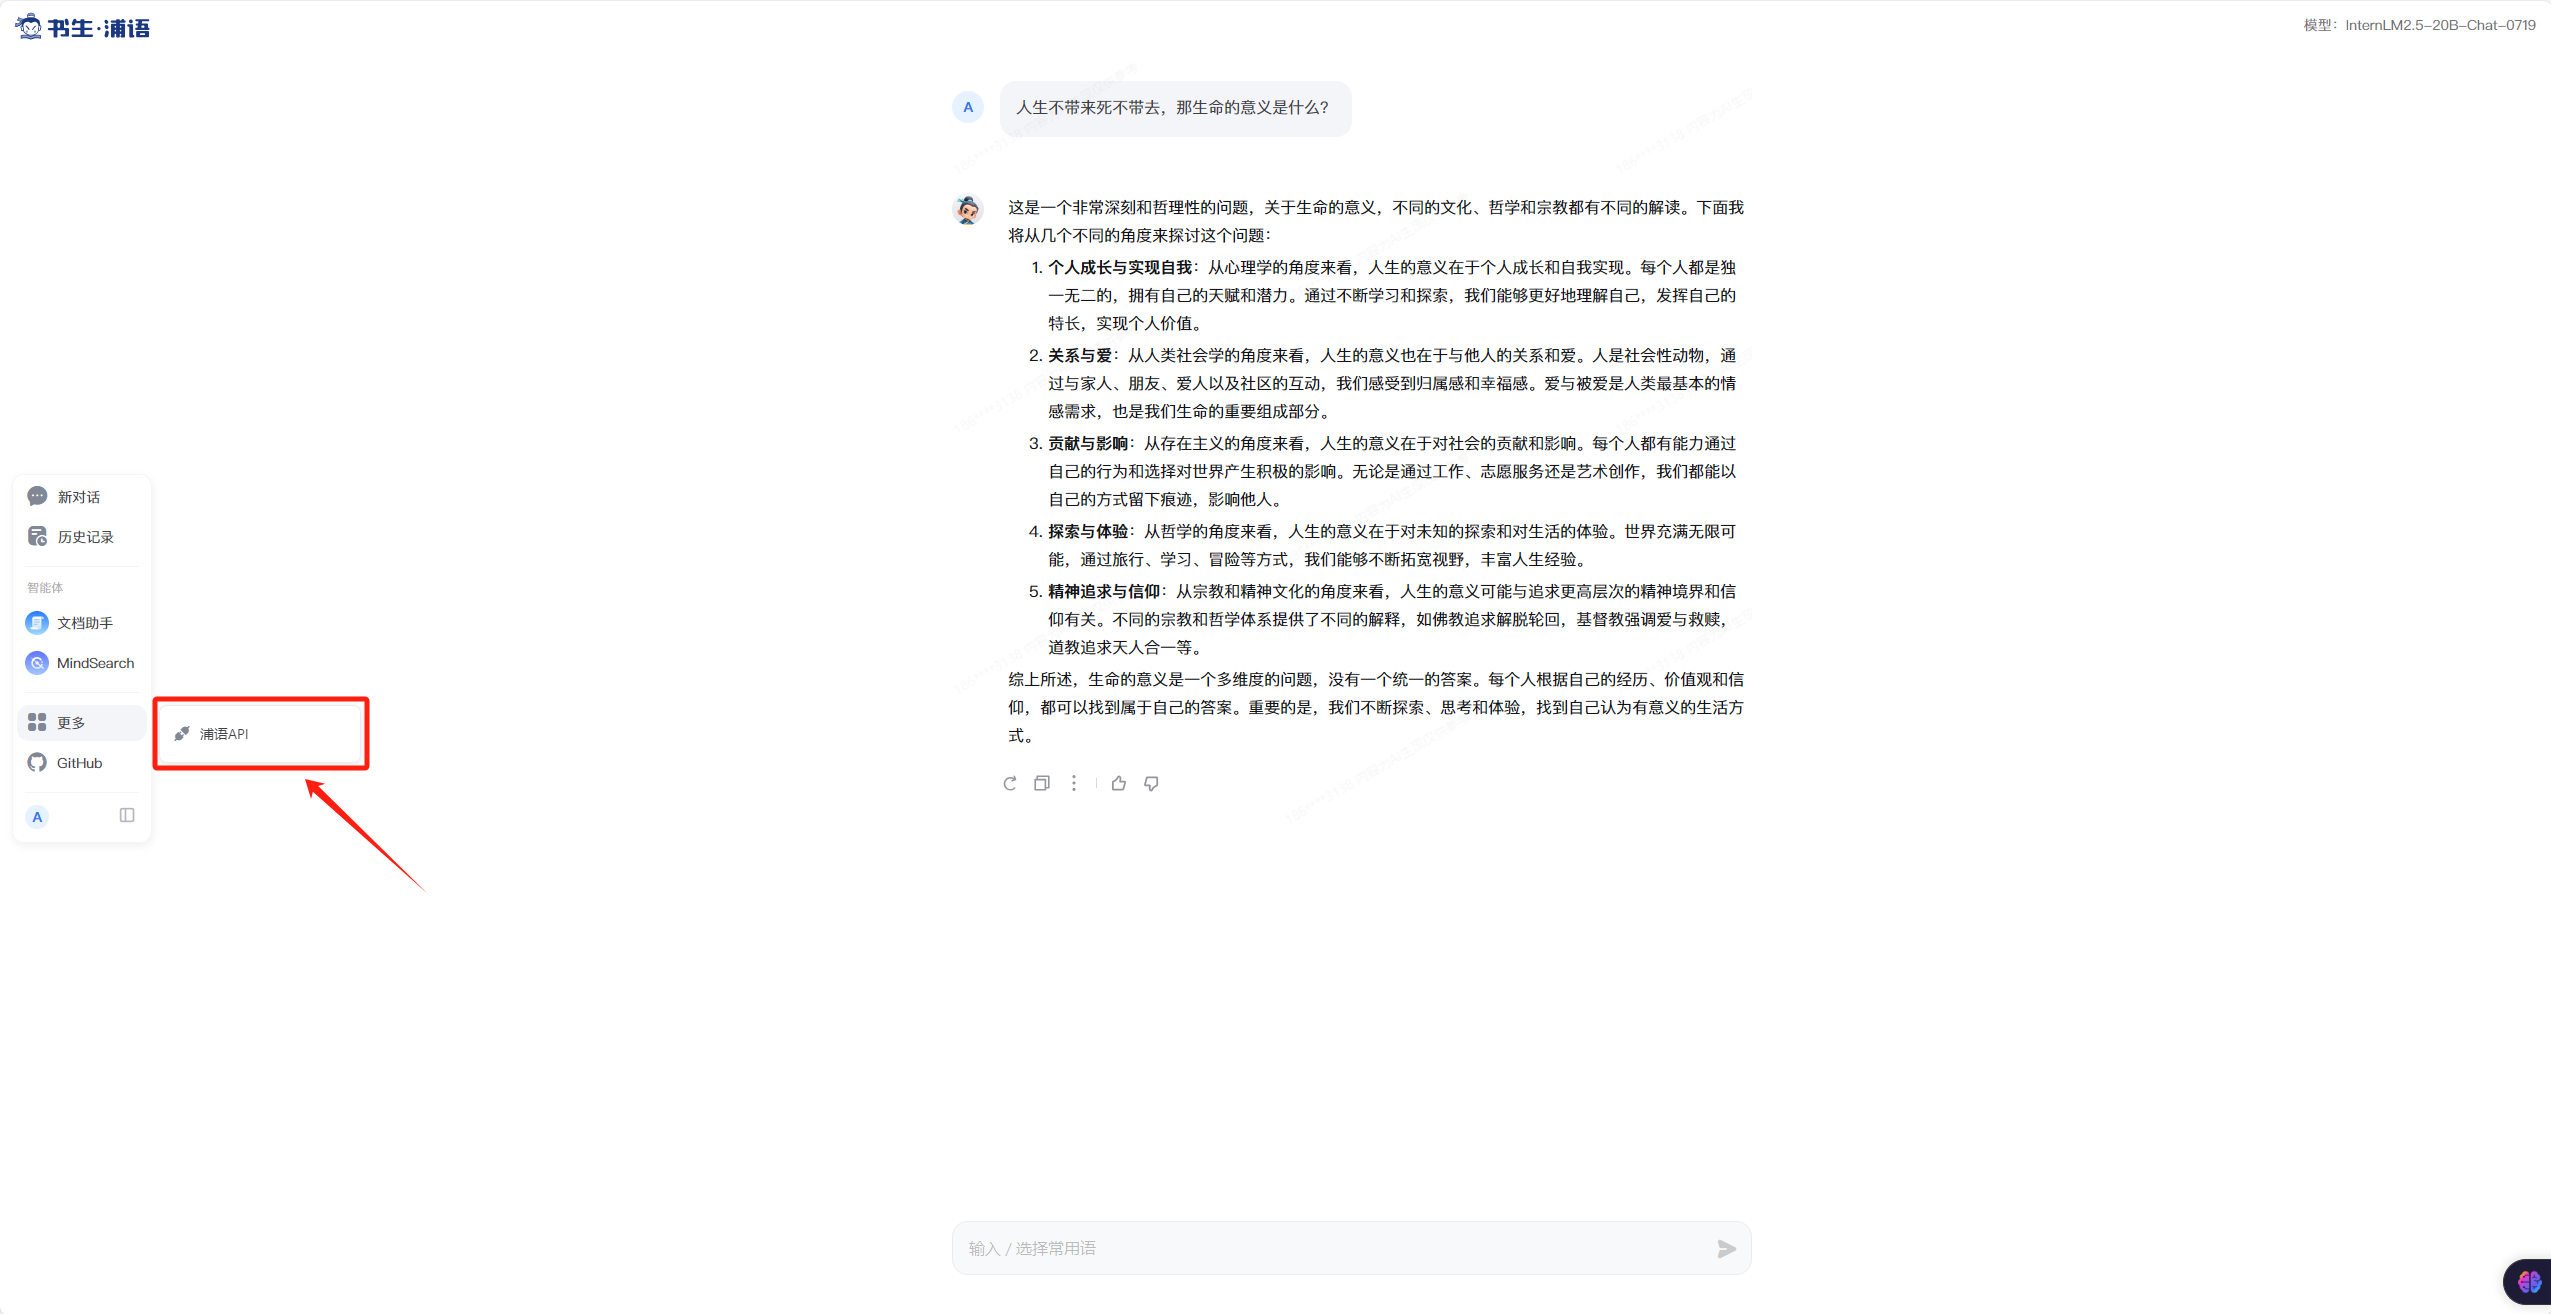 书生·浦语
模型：InternLM2.5-20B-Chat-0719
A
人生不带来死不带去，那生命的意义是什么？
这是一个非常深刻和哲理性的问题，关于生命的意义，不同的文化、哲学和宗教都有不同的解读。下面我
将从几个不同的角度来探讨这个问题：
1. 个人成长与实现自我：从心理学的角度来看，人生的意义在于个人成长和自我实现。每个人都是独
一无二的，拥有自己的天赋和潜力。通过不断学习和探索，我们能够更好地理解自己，发挥自己的
特长，实现个人价值。
2. 关系与爱：从人类社会学的角度来看，人生的意义也在于与他人的关系和爱。人是社会性动物，通
过与家人、朋友、爱人以及社区的互动，我们感受到归属感和幸福感。爱与被爱是人类最基本的情
感需求，也是我们生命的重要组成部分。
3. 贡献与影响：从存在主义的角度来看，人生的意义在于对社会的贡献和影响。每个人都有能力通过
自己的行为和选择对世界产生积极的影响。无论是通过工作、志愿服务还是艺术创作，我们都能以
自己的方式留下痕迹，影响他人。
4. 探索与体验：从哲学的角度来看，人生的意义在于对未知的探索和对生活的体验。世界充满无限可
能，通过旅行、学习、冒险等方式，我们能够不断拓宽视野，丰富人生经验。
5. 精神追求与信仰：从宗教和精神文化的角度来看，人生的意义可能与追求更高层次的精神境界和信
仰有关。不同的宗教和哲学体系提供了不同的解释，如佛教追求解脱轮回，基督教强调爱与救赎，
道教追求天人合一等。
综上所述，生命的意义是一个多维度的问题，没有一个统一的答案。每个人根据自己的经历、价值观和信
仰，都可以找到属于自己的答案。重要的是，我们不断探索、思考和体验，找到自己认为有意义的生活方
式。
新对话
历史记录
智能体
文档助手
MindSearch
更多
浦语API
GitHub
A
输入 / 选择常用语